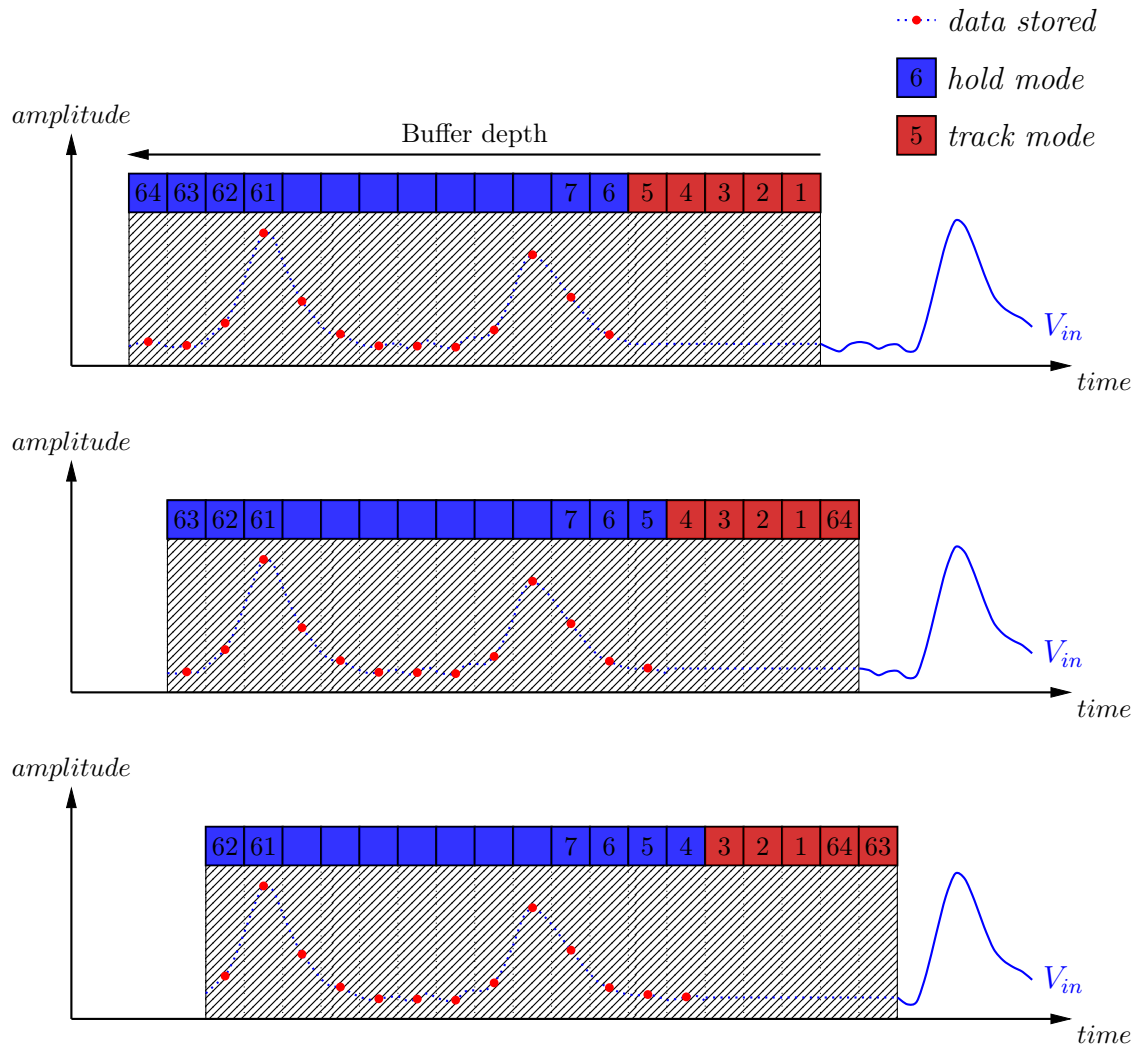 data stored
6 hold mode
5 track mode
amplitude
Buffer depth
64 63 62 61 7 6 5 4 3 2 1
V_in
time
amplitude
63 62 61 7 6 5 4 3 2 1 64
V_in
time
amplitude
62 61 7 6 5 4 3 2 1 64 63
V_in
time